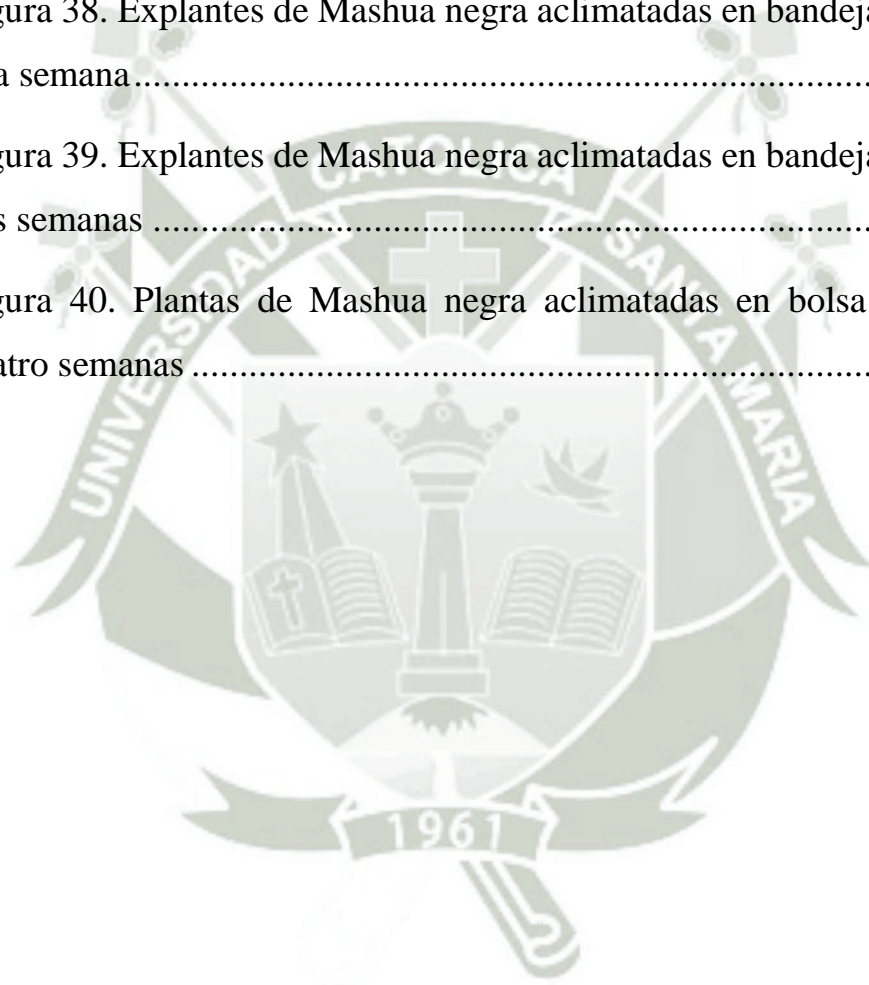 gura 38. Explantes de Mashua negra aclimatadas en bandeja
a semana........................................................................................
gura 39. Explantes de Mashua negra aclimatadas en bandeja
s semanas ......................................................................................
gura 40. Plantas de Mashua negra aclimatadas en bolsa
atro semanas ..................................................................................
UNIVERSIDAD CATOLICA SANTA MARIA
1961